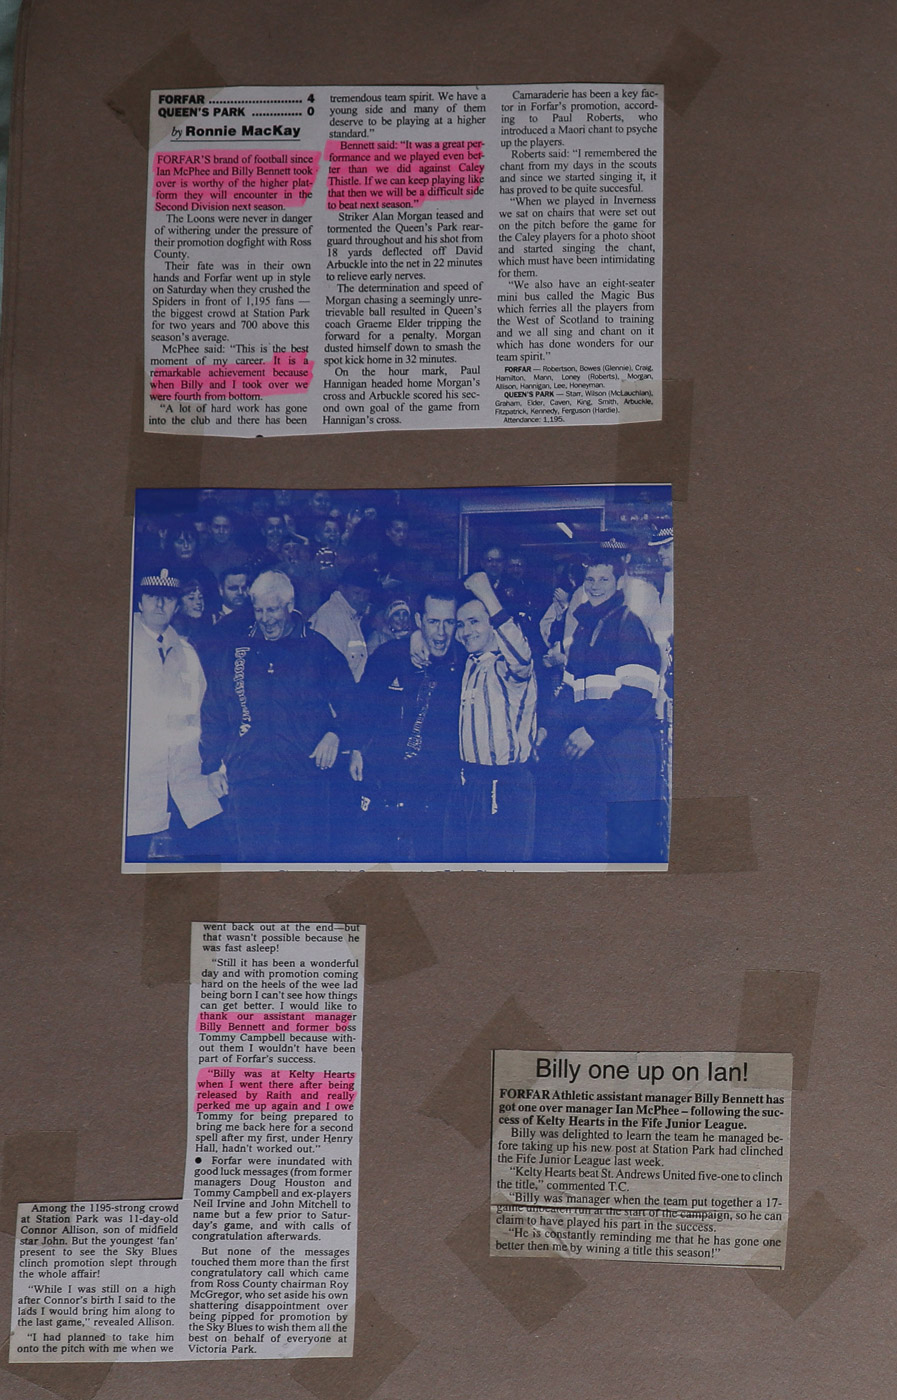 FORFAR ........................ 4
QUEEN'S PARK ............ 0
by Ronnie MacKay
FORFAR'S brand of football since
Ian McPhee and Billy Bennett took
over is worthy of the higher plat-
form they will encounter in the
Second Division next season.
The Loons were never in danger
of withering under the pressure of
their promotion dogfight with Ross
County.
Their fate was in their own
hands and Forfar went up in style
on Saturday when they crushed the
Spiders in front of 1,195 fans —
the biggest crowd at Station Park
for two years and 700 above this
season's average.
McPhee said: "This is the best
moment of my career. It is a
remarkable achievement because
when Billy and I took over we
were fourth from bottom.
"A lot of hard work has gone
into the club and there has been
tremendous team spirit. We have a
young side and many of them
deserve to be playing at a higher
standard."
Bennett said: "It was a great per-
formance and we played even bet-
ter than we did against Caley
Thistle. If we can keep playing like
that then we will be a difficult side
to beat next season."
Striker Alan Morgan teased and
tormented the Queen's Park rear-
guard throughout and his shot from
18 yards deflected off David
Arbuckle into the net in 22 minutes
to relieve early nerves.
The determination and speed of
Morgan chasing a seemingly unre-
trievable ball resulted in Queen's
coach Graeme Elder tripping the
forward for a penalty. Morgan
dusted himself down to smash the
spot kick home in 32 minutes.
On the hour mark, Paul
Hannigan headed home Morgan's
cross and Arbuckle scored his sec-
ond own goal of the game from
Hannigan's cross.
Camaraderie has been a key fac-
tor in Forfar's promotion, accord-
ing to Paul Roberts, who
introduced a Maori chant to psyche
up the players.
Roberts said: "I remembered the
chant from my days in the scouts
and since we started singing it, it
has proved to be quite succesful.
"When we played in Inverness
we sat on chairs that were set out
on the pitch before the game for
the Caley players for a photo shoot
and started singing the chant,
which must have been intimidating
for them.
"We also have an eight-seater
mini bus called the Magic Bus
which ferries all the players from
the West of Scotland to training
and we all sing and chant on it
which has done wonders for our
team spirit."
FORFAR — Robertson, Bowes (Glennie), Craig,
Hamilton, Mann, Loney (Roberts), Morgan,
Allison, Hannigan, Lee, Honeyman.
QUEEN'S PARK — Starr, Wilson (McLauchlan),
Graham, Elder, Caven, King, Smith, Arbuckle,
Fitzpatrick, Kennedy, Ferguson (Hardie).
Attendance: 1,195.
Among the 1195-strong crowd
at Station Park was 11-day-old
Connor Allison, son of midfield
star John. But the youngest 'fan'
present to see the Sky Blues
clinch promotion slept through
the whole affair!
"While I was still on a high
after Connor's birth I said to the
lads I would bring him along to
the last game," revealed Allison.
"I had planned to take him
onto the pitch with me when we
went back out at the end—but
that wasn't possible because he
was fast asleep!
"Still it has been a wonderful
day and with promotion coming
hard on the heels of the wee lad
being born I can't see how things
can get better. I would like to
thank our assistant manager
Billy Bennett and former boss
Tommy Campbell because with-
out them I wouldn't have been
part of Forfar's success.
"Billy was at Kelty Hearts
when I went there after being
released by Raith and really
perked me up again and I owe
Tommy for being prepared to
bring me back here for a second
spell after my first, under Henry
Hall, hadn't worked out."
● Forfar were inundated with
good luck messages (from former
managers Doug Houston and
Tommy Campbell and ex-players
Neil Irvine and John Mitchell to
name but a few prior to Satur-
day's game, and with calls of
congratulation afterwards.
But none of the messages
touched them more than the first
congratulatory call which came
from Ross County chairman Roy
McGregor, who set aside his own
shattering disappointment over
being pipped for promotion by
the Sky Blues to wish them all the
best on behalf of everyone at
Victoria Park.
Billy one up on Ian!
FORFAR Athletic assistant manager Billy Bennett has
got one over manager Ian McPhee – following the suc-
cess of Kelty Hearts in the Fife Junior League.
Billy was delighted to learn the team he managed be-
fore taking up his new post at Station Park had clinched
the Fife Junior League last week.
"Kelty Hearts beat St. Andrews United five-one to clinch
the title," commented T.C.
"Billy was manager when the team put together a 17-
game unbeaten run at the start of the campaign, so he can
claim to have played his part in the success.
"He is constantly reminding me that he has gone one
better then me by wining a title this season!"